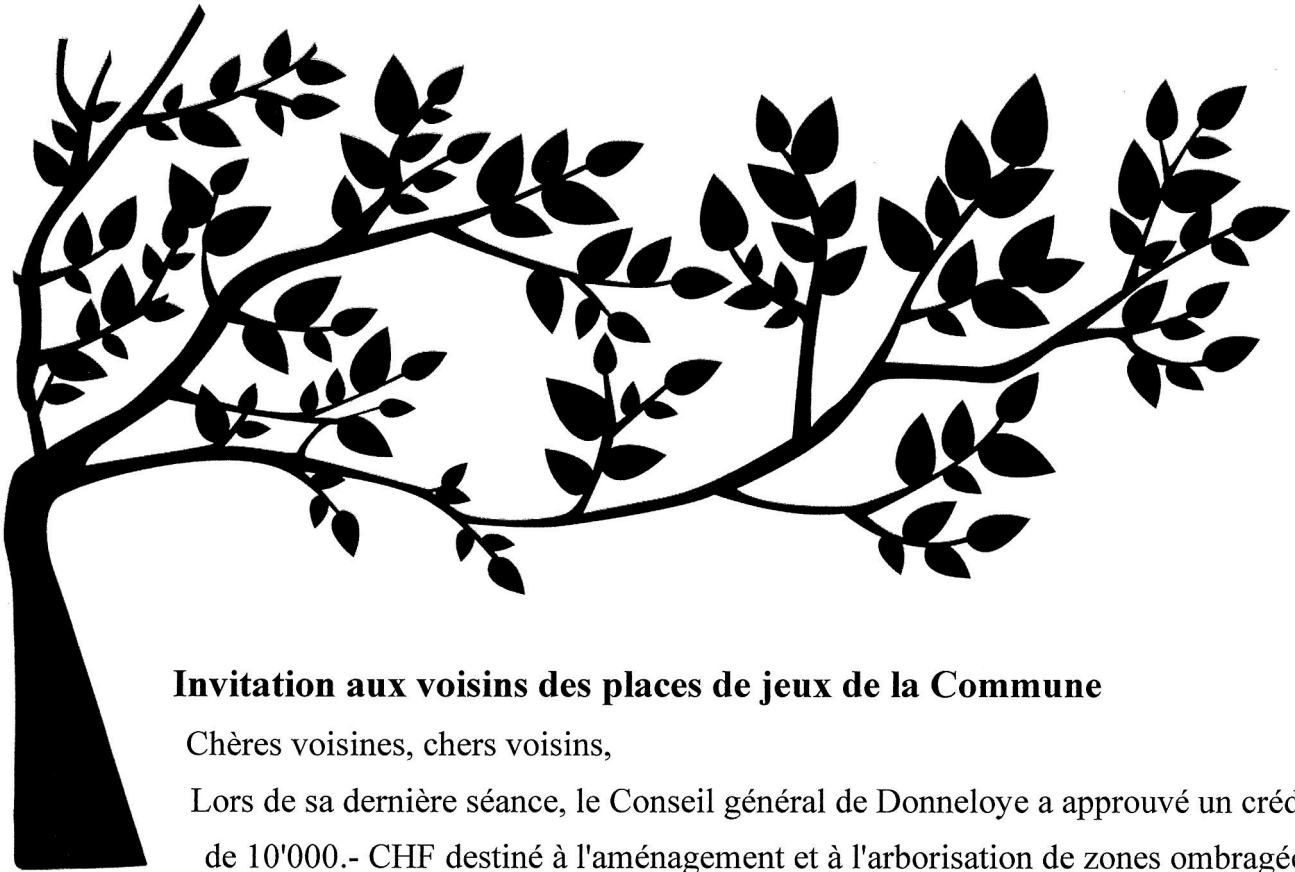 Invitation aux voisins des places de jeux de la Commune
Chères voisines, chers voisins,
Lors de sa dernière séance, le Conseil général de Donneloye a approuvé un
de 10'000.- CHF destiné à l'aménagement et à l'arborisation de zones